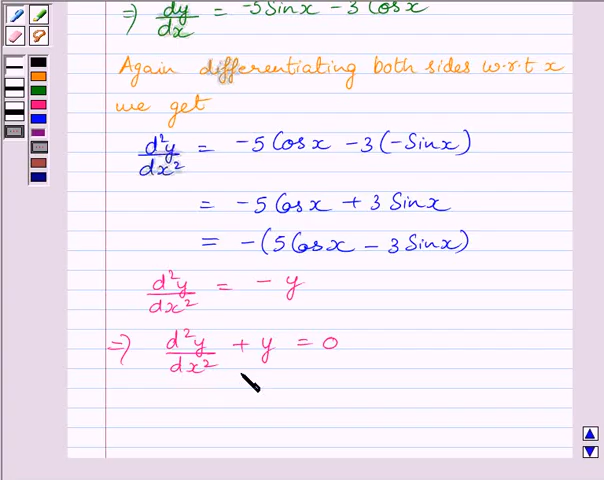 ⇒ dy/dx = -5 Sin x - 3 Cos x
Again differentiating both sides w.r.t x
we get
d²y/dx² = -5 Cos x - 3(-Sin x)
= -5 Cos x + 3 Sin x
= -(5 Cos x - 3 Sin x)
d²y/dx² = - y
⇒ d²y/dx² + y = 0